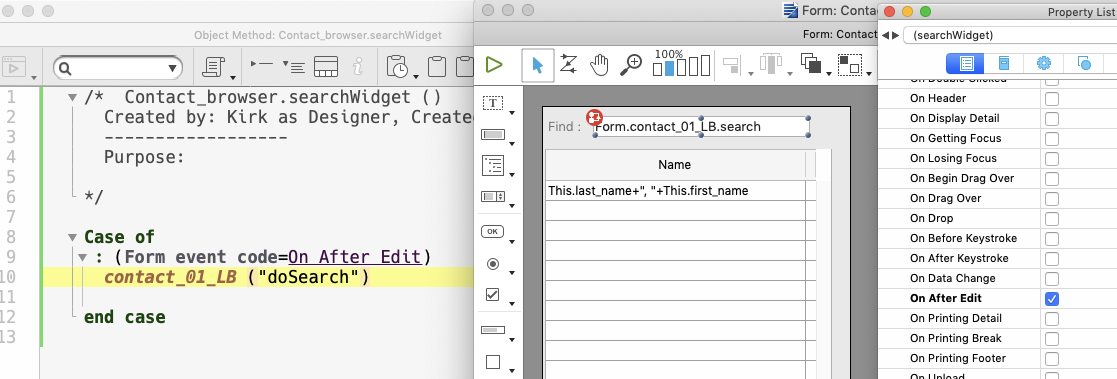 Object Method: Contact_browser.searchWidget
1 /* Contact_browser.searchWidget ()
2 Created by: Kirk as Designer, Create
3 ------------------
4 Purpose:
5
6 */
7
8 Case of
9 : (Form event code=On After Edit)
10 contact_01_LB ("doSearch")
11
12 end case
13
Form: Conta
Form: Contact
100%
T
OK
Find :
Form.contact_01_LB.search
Name
This.last_name+", "+This.first_name
Property List
(searchWidget)
On Double Clicked
On Header
On Display Detail
On Getting Focus
On Losing Focus
On Begin Drag Over
On Drag Over
On Drop
On Before Keystroke
On After Keystroke
On Data Change
On After Edit
On Printing Detail
On Printing Break
On Printing Footer
On Unload